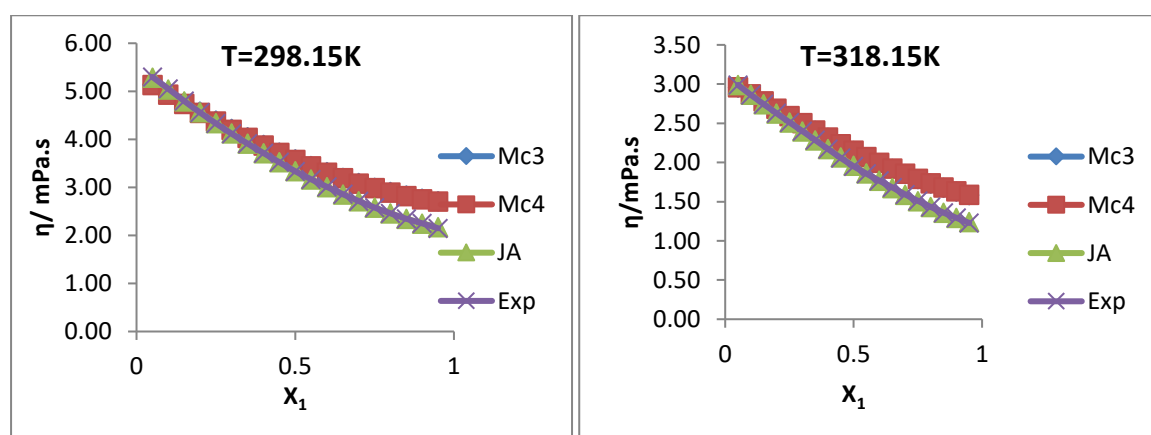 T=298.15K
η/ mPa.s
6.00
5.00
4.00
3.00
2.00
1.00
0.00
0
0.5
1
X₁
Mc3
Mc4
JA
Exp
T=318.15K
η/mPa.s
3.50
3.00
2.50
2.00
1.50
1.00
0.50
0.00
0
0.5
1
X₁
Mc3
Mc4
JA
Exp